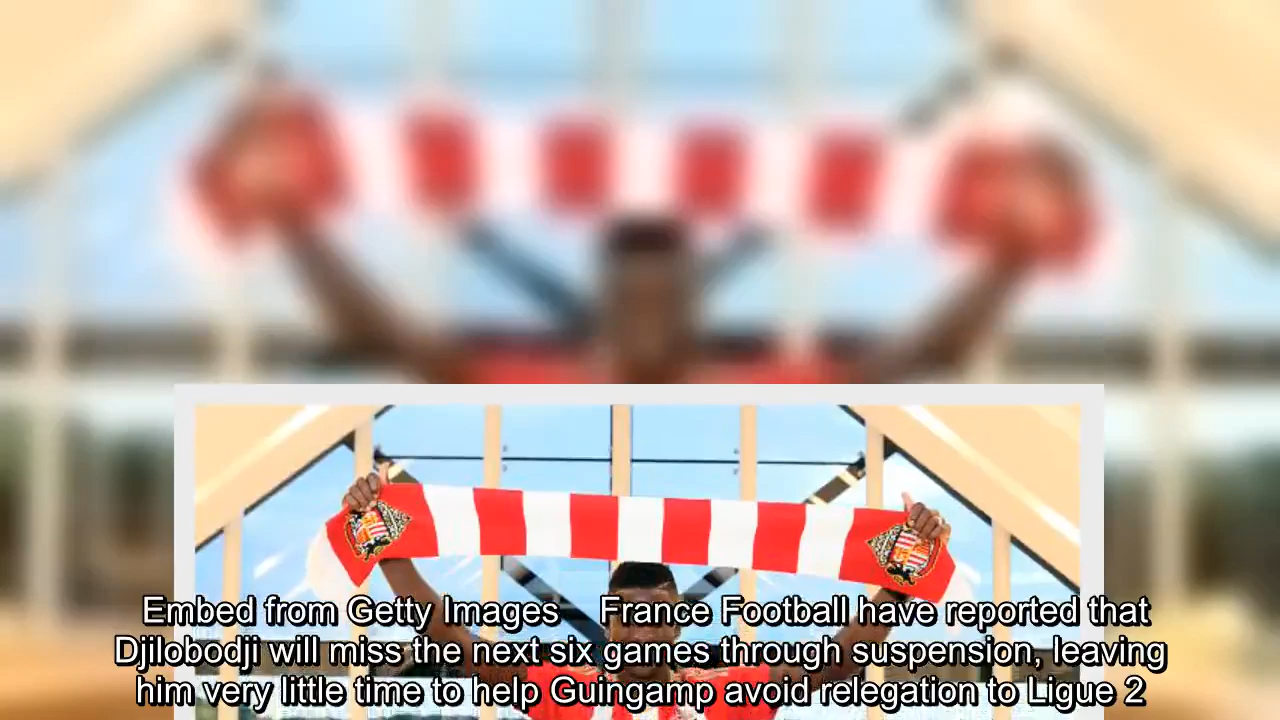 Embed from Getty Images France Football have reported that
Djilobodji will miss the next six games through suspension, leaving
him very little time to help Guingamp avoid relegation to Ligue 2